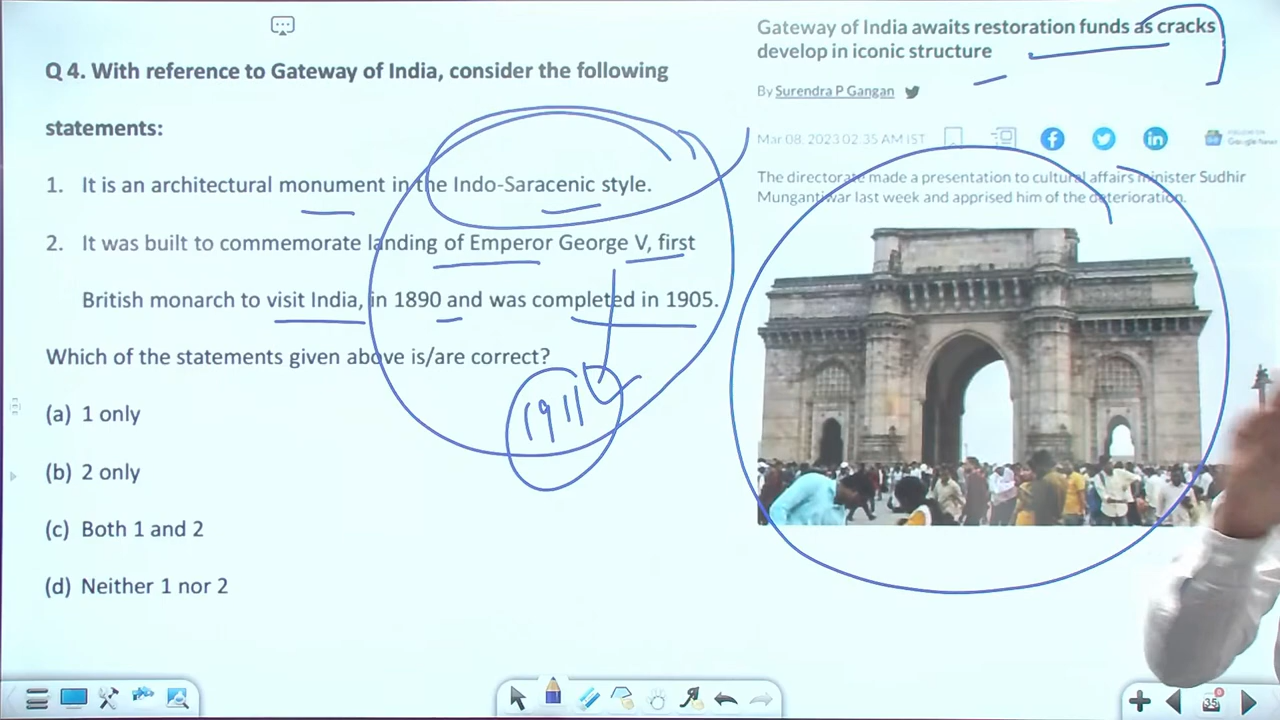 Q 4. With reference to Gateway of India, consider the following
statements:
1. It is an architectural monument in the Indo-Saracenic style.
2. It was built to commemorate landing of Emperor George V, first
British monarch to visit India, in 1890 and was completed in 1905.
Which of the statements given above is/are correct?
(a) 1 only
(b) 2 only
(c) Both 1 and 2
(d) Neither 1 nor 2
1911
Gateway of India awaits restoration funds as cracks
develop in iconic structure
By Surendra P Gangan
Mar 08, 2023 02:35 AM IST
FOLLOW ON
Google News
The directorate made a presentation to cultural affairs minister Sudhir
Mungantiwar last week and apprised him of the deterioration.
35